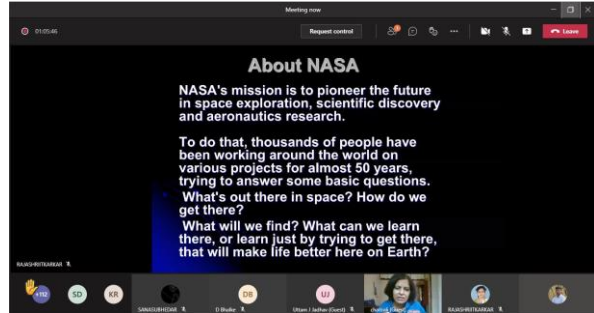 Meeting now
01:05:46
Request control
Leave
About NASA
NASA's mission is to pioneer the future
in space exploration, scientific discovery
and aeronautics research.
To do that, thousands of people have
been working around the world on
various projects for almost 50 years,
trying to answer some basic questions.
What's out there in space? How do we
get there?
What will we find? What can we learn
there, or learn just by trying to get there,
that will make life better here on Earth?
RAJASHRITKARKAR
+112
SD
KR
DB
UJ
SANASUBHEDAR
D Bhalke
Uttam J Jadhav (Guest)
(Guest)
RAJASHRITKARKAR